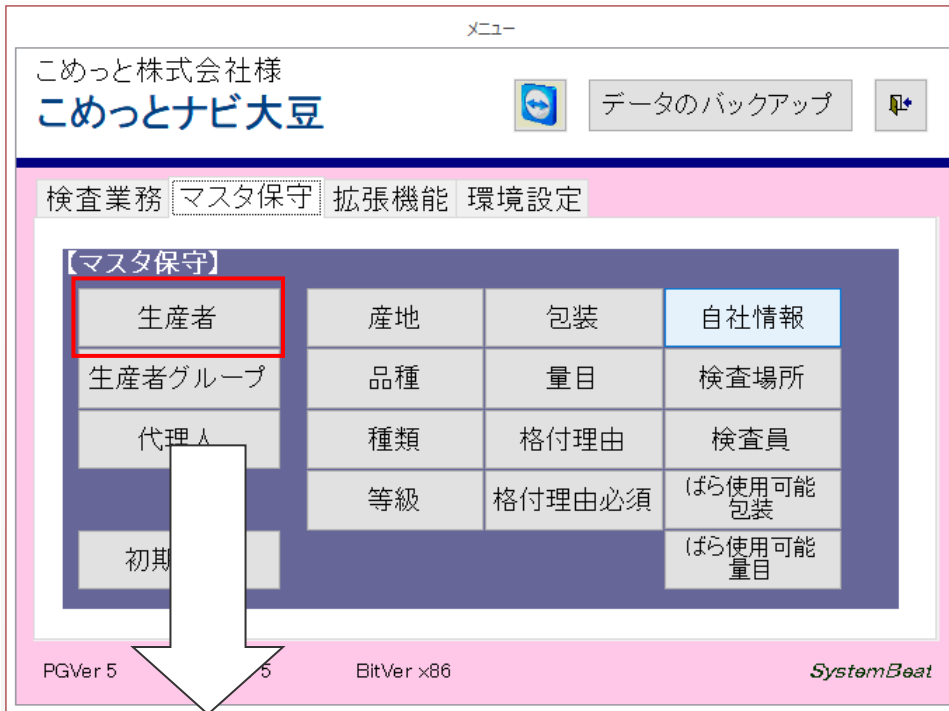 メニュー
こめっと株式会社様
こめっとナビ大豆
データのバックアップ
検査業務 マスタ保守 拡張機能 環境設定
【マスタ保守】
生産者 産地 包装 自社情報
生産者グループ 品種 量目 検査場所
代理人 種類 格付理由 検査員
等級 格付理由必須 ばら使用可能
包装
初期 ばら使用可能
量目
PGVer 5 5 BitVer x86 SystemBeat